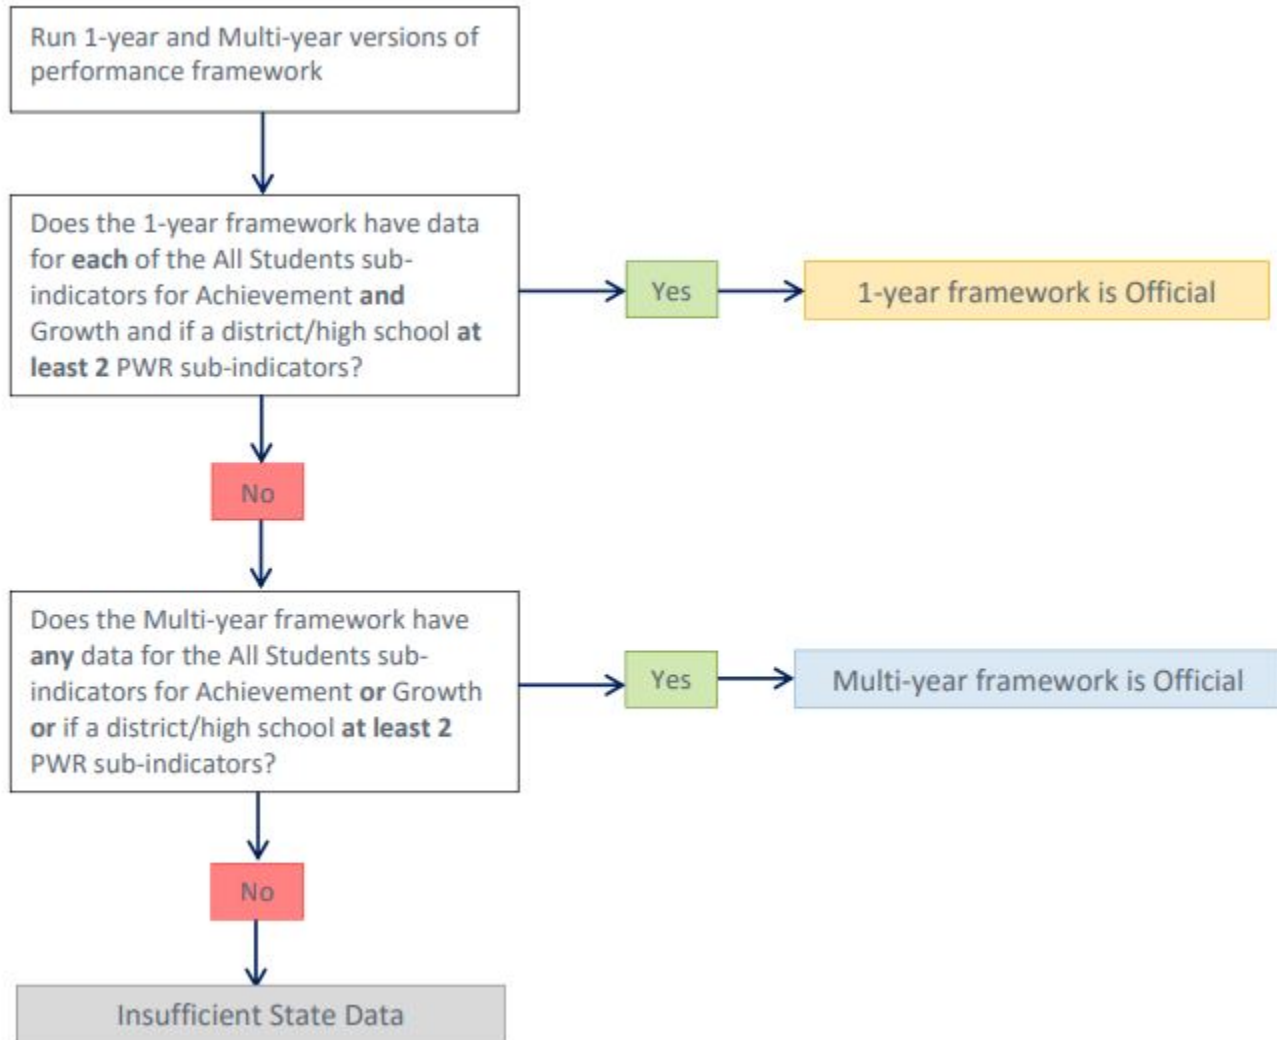 Run 1-year and Multi-year versions of
performance framework
Does the 1-year framework have data
for each of the All Students sub-
indicators for Achievement and
Growth and if a district/high school at
least 2 PWR sub-indicators?
Yes
1-year framework is Official
No
Does the Multi-year framework have
any data for the All Students sub-
indicators for Achievement or Growth
or if a district/high school at least 2
PWR sub-indicators?
Yes
Multi-year framework is Official
No
Insufficient State Data